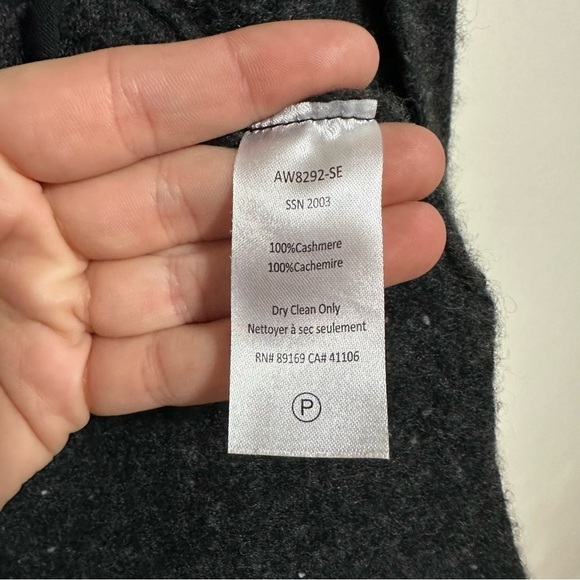 AW8292-SE
SSN 2003
100%Cashmere
100%Cachemire
Dry Clean Only
Nettoyer à sec seulement
RN# 89169 CA# 41106
P